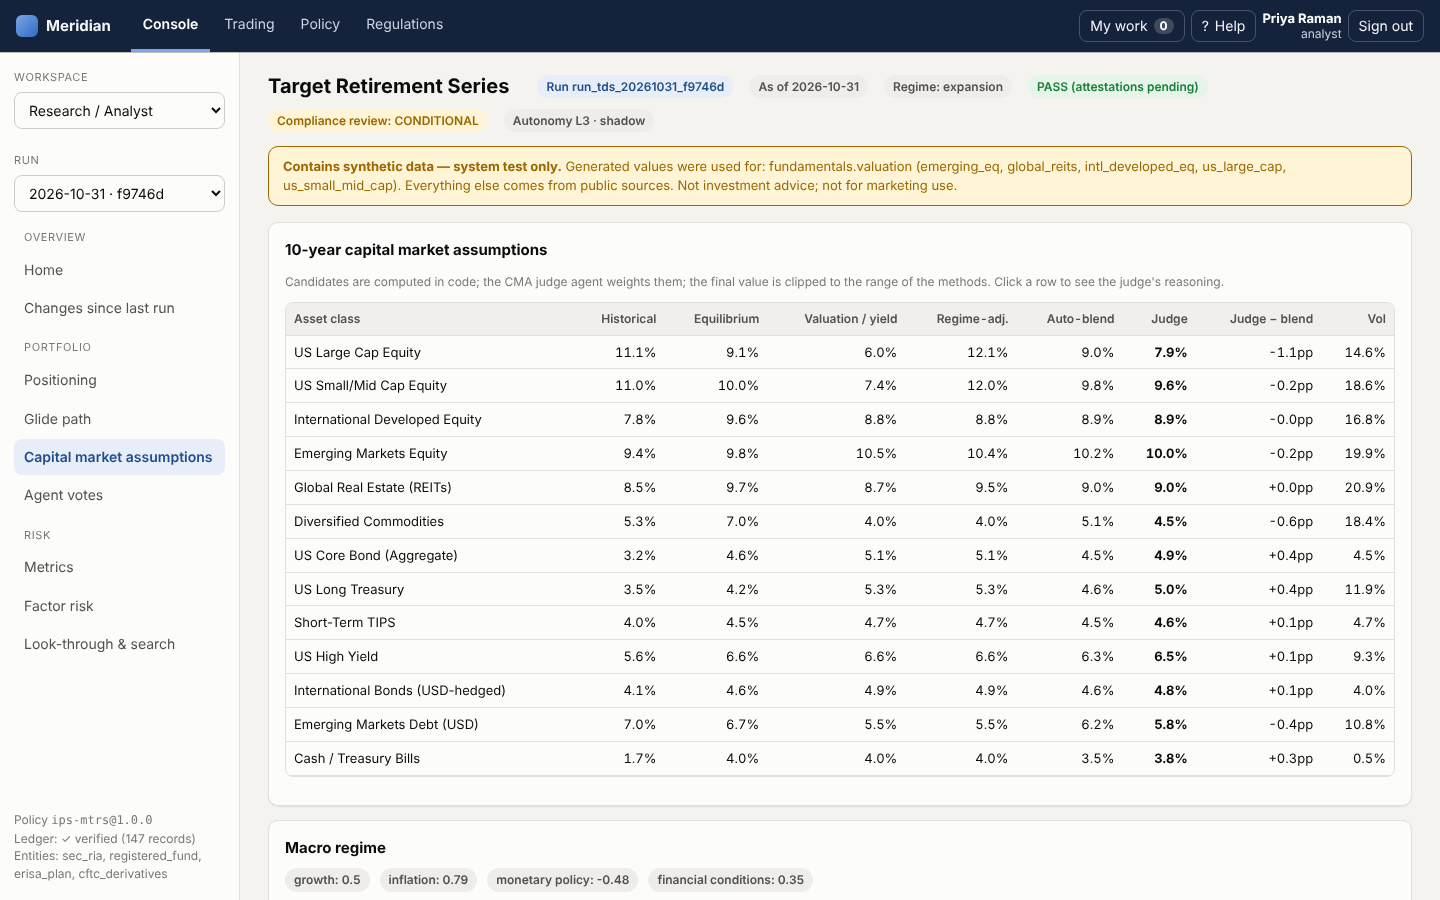 Meridian Console Trading Policy Regulations My work 0 ? Help Priya Raman analyst Sign out
WORKSPACE
Research / Analyst
RUN
2026-10-31 · f9746d
OVERVIEW
Home
Changes since last run
PORTFOLIO
Positioning
Glide path
Capital market assumptions
Agent votes
RISK
Metrics
Factor risk
Look-through & search
Policy ips-mtrs@1.0.0
Ledger: ✓ verified (147 records)
Entities: sec_ria, registered_fund,
erisa_plan, cftc_derivatives
Target Retirement Series Run run_tds_20261031_f9746d As of 2026-10-31 Regime: expansion PASS (attestations pending)
Compliance review: CONDITIONAL Autonomy L3 · shadow
Contains synthetic data — system test only. Generated values were used for: fundamentals.valuation (emerging_eq, global_reits, intl_developed_eq, us_large_cap,
us_small_mid_cap). Everything else comes from public sources. Not investment advice; not for marketing use.
10-year capital market assumptions
Candidates are computed in code; the CMA judge agent weights them; the final value is clipped to the range of the methods. Click a row to see the judge's reasoning.
Asset class Historical Equilibrium Valuation / yield Regime-adj. Auto-blend Judge Judge − blend Vol
US Large Cap Equity 11.1% 9.1% 6.0% 12.1% 9.0% 7.9% -1.1pp 14.6%
US Small/Mid Cap Equity 11.0% 10.0% 7.4% 12.0% 9.8% 9.6% -0.2pp 18.6%
International Developed Equity 7.8% 9.6% 8.8% 8.8% 8.9% 8.9% -0.0pp 16.8%
Emerging Markets Equity 9.4% 9.8% 10.5% 10.4% 10.2% 10.0% -0.2pp 19.9%
Global Real Estate (REITs) 8.5% 9.7% 8.7% 9.5% 9.0% 9.0% +0.0pp 20.9%
Diversified Commodities 5.3% 7.0% 4.0% 4.0% 5.1% 4.5% -0.6pp 18.4%
US Core Bond (Aggregate) 3.2% 4.6% 5.1% 5.1% 4.5% 4.9% +0.4pp 4.5%
US Long Treasury 3.5% 4.2% 5.3% 5.3% 4.6% 5.0% +0.4pp 11.9%
Short-Term TIPS 4.0% 4.5% 4.7% 4.7% 4.5% 4.6% +0.1pp 4.7%
US High Yield 5.6% 6.6% 6.6% 6.6% 6.3% 6.5% +0.1pp 9.3%
International Bonds (USD-hedged) 4.1% 4.6% 4.9% 4.9% 4.6% 4.8% +0.1pp 4.0%
Emerging Markets Debt (USD) 7.0% 6.7% 5.5% 5.5% 6.2% 5.8% -0.4pp 10.8%
Cash / Treasury Bills 1.7% 4.0% 4.0% 4.0% 3.5% 3.8% +0.3pp 0.5%
Macro regime
growth: 0.5 inflation: 0.79 monetary policy: -0.48 financial conditions: 0.35